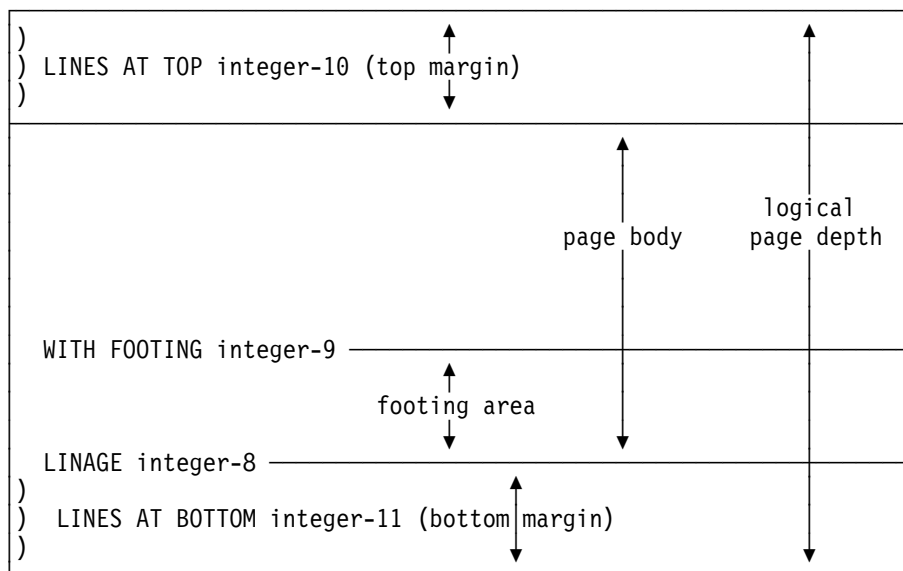 )
) LINES AT TOP integer-10 (top margin)
)
logical
page body page depth
WITH FOOTING integer-9
footing area
LINAGE integer-8
)
) LINES AT BOTTOM integer-11 (bottom margin)
)